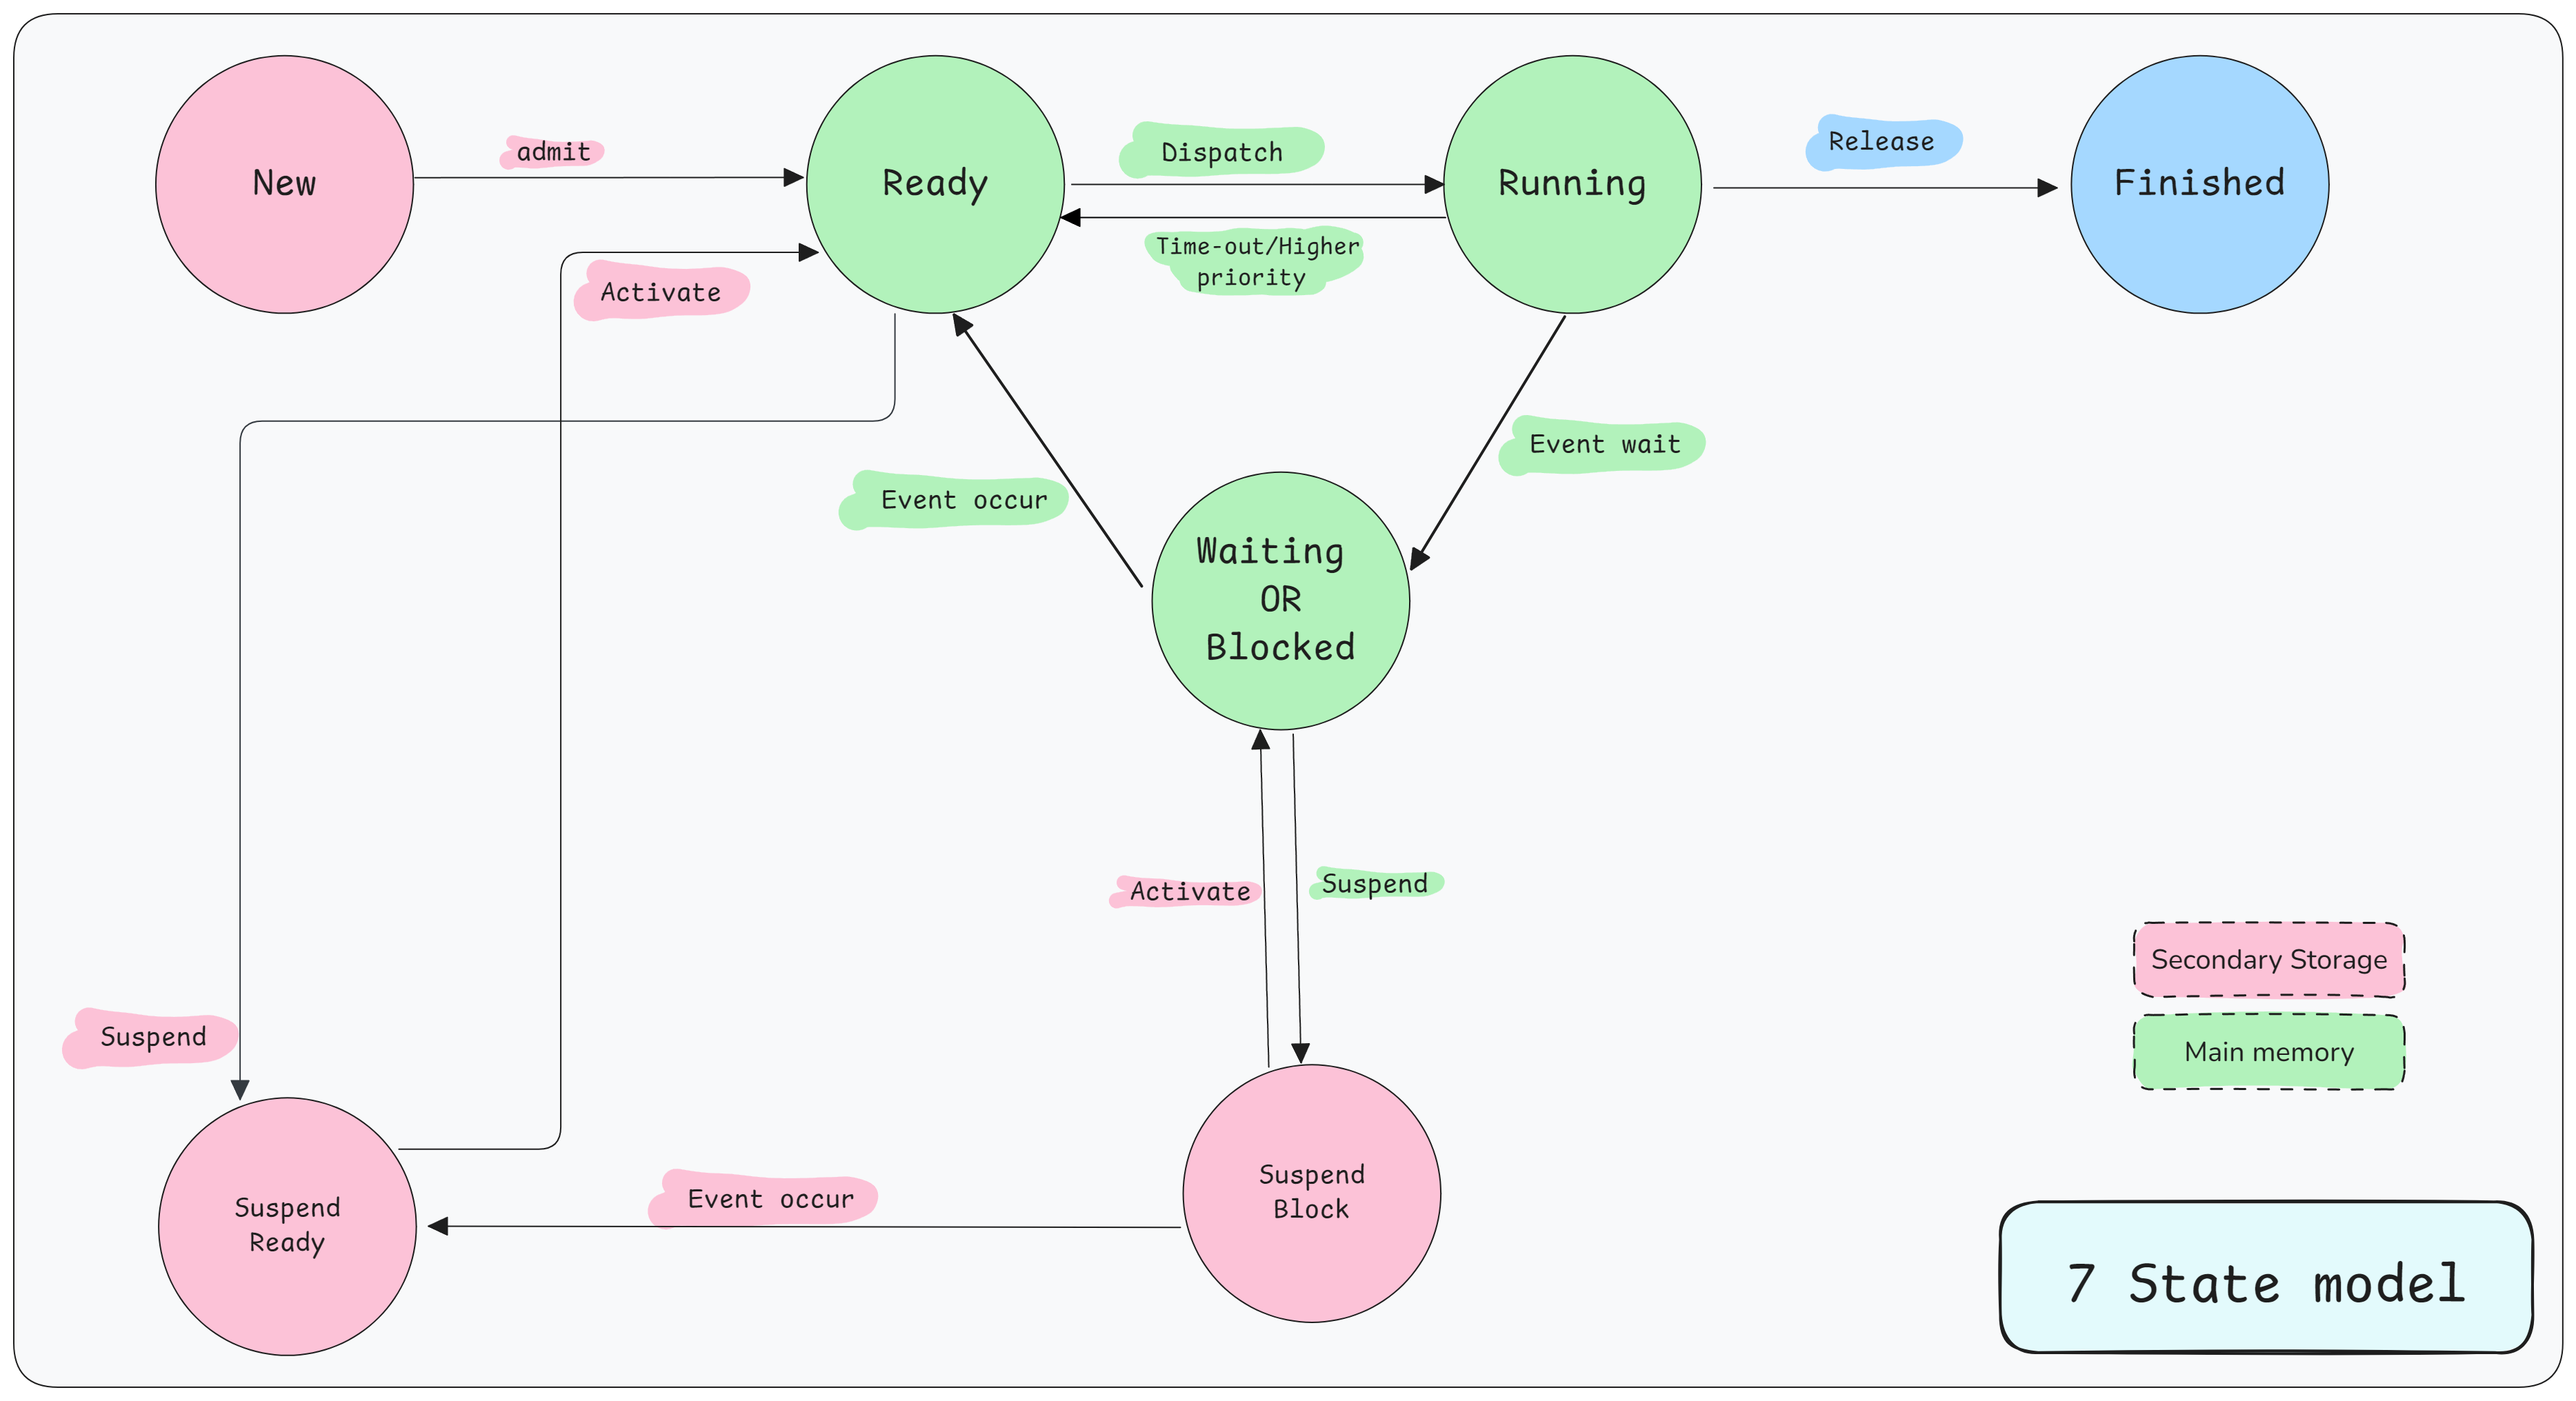 New
admit
Ready
Dispatch
Running
Release
Finished
Time-out/Higher
priority
Activate
Event wait
Event occur
Waiting
OR
Blocked
Activate
Suspend
Secondary Storage
Main memory
Suspend
Suspend
Ready
Event occur
Suspend
Block
7 State model